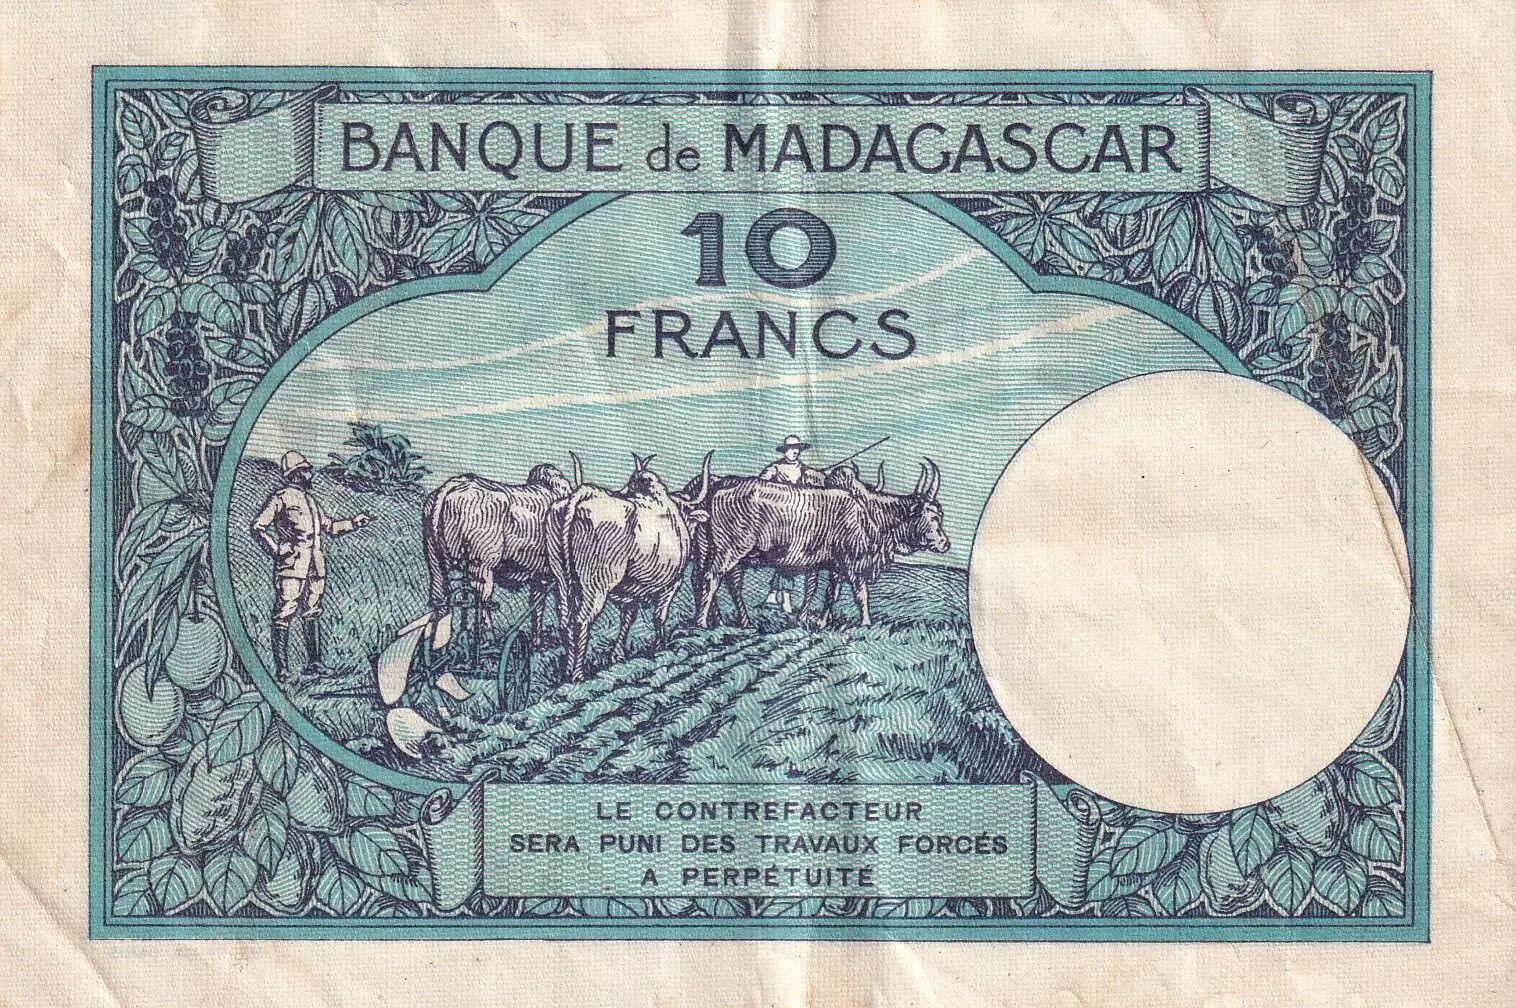 BANQUE de MADAGASCAR
10
FRANCS
LE CONTREFACTEUR
SERA PUNI DES TRAVAUX FORCÉS
A PERPÉTUITÉ